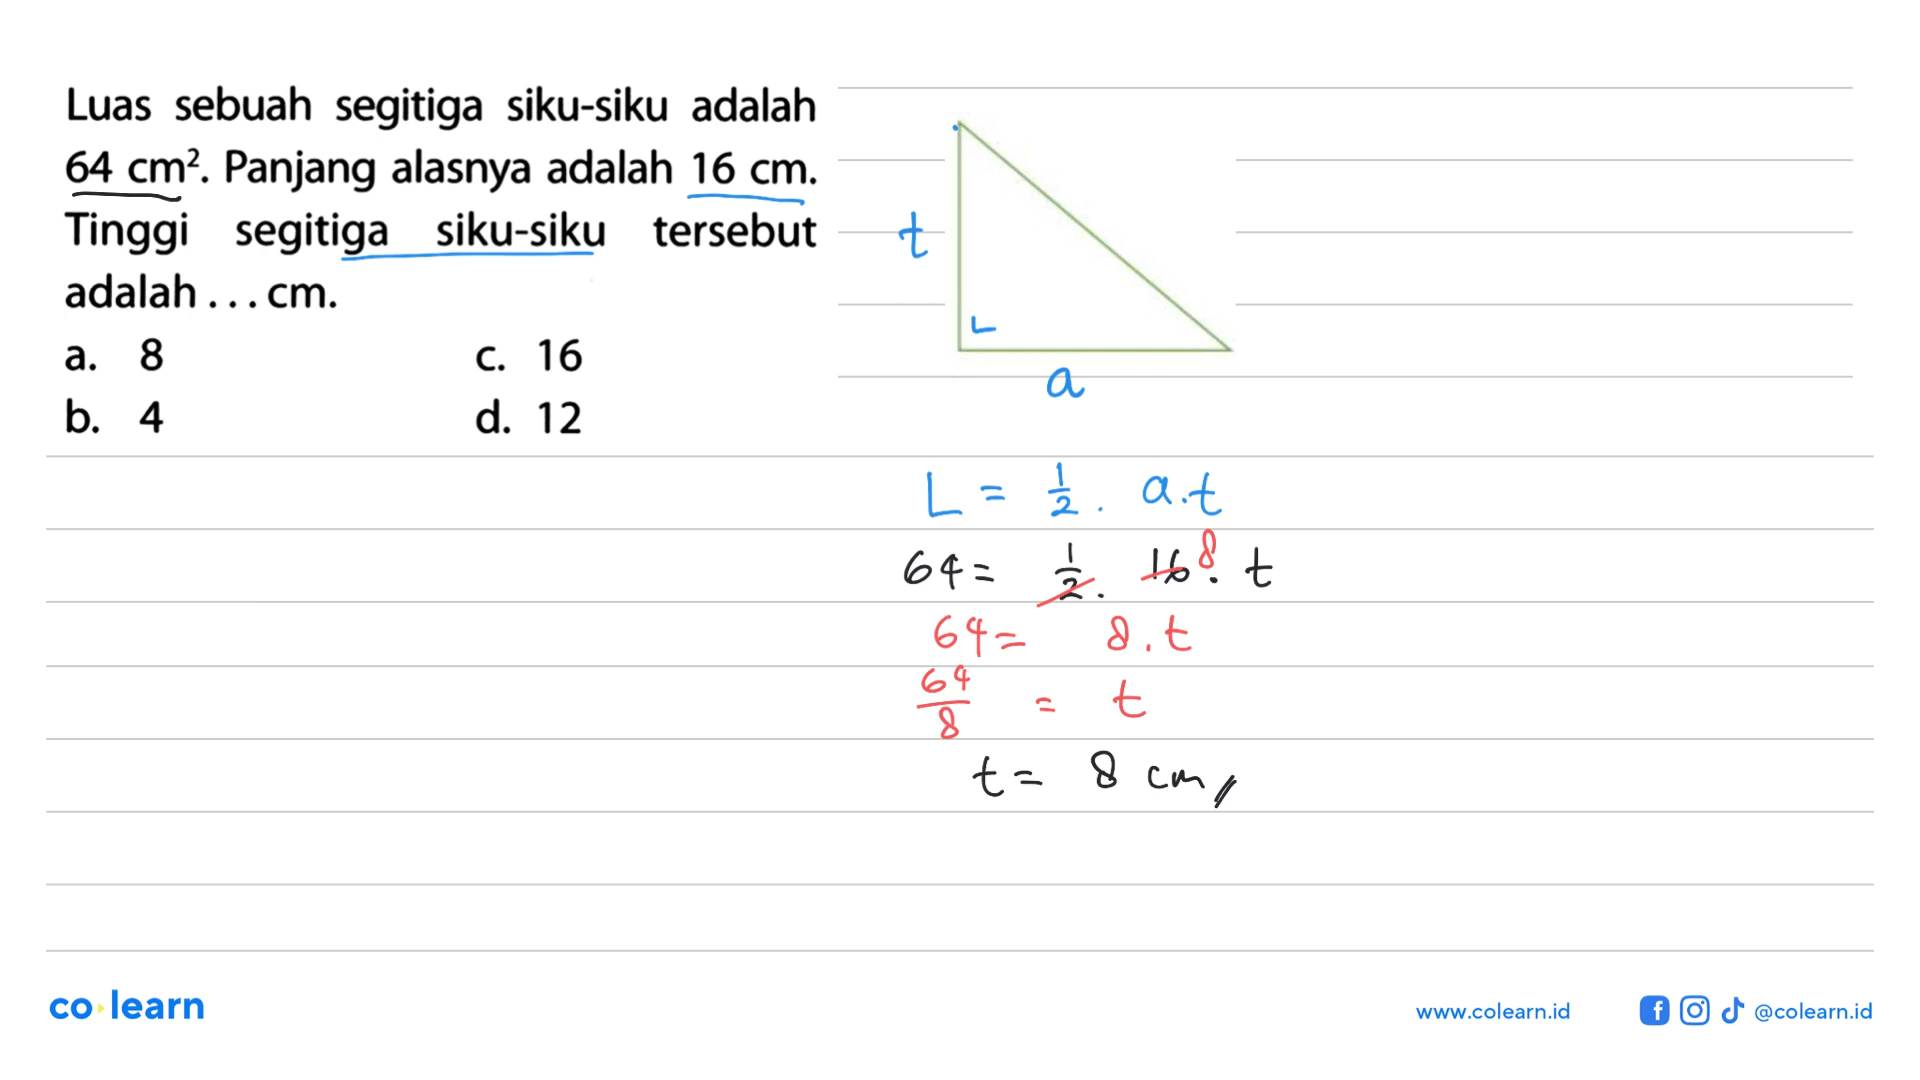 Luas sebuah segitiga siku-siku adalah
64 cm². Panjang alasnya adalah 16 cm.
Tinggi segitiga siku-siku tersebut
adalah . . . cm.
a. 8 c. 16
b. 4 d. 12
t
a
L = 1/2 . a.t
64 = 1/2 . 16 8 . t
64 = 8 . t
64/8 = t
t = 8 cm //
co learn
www.colearn.id @colearn.id